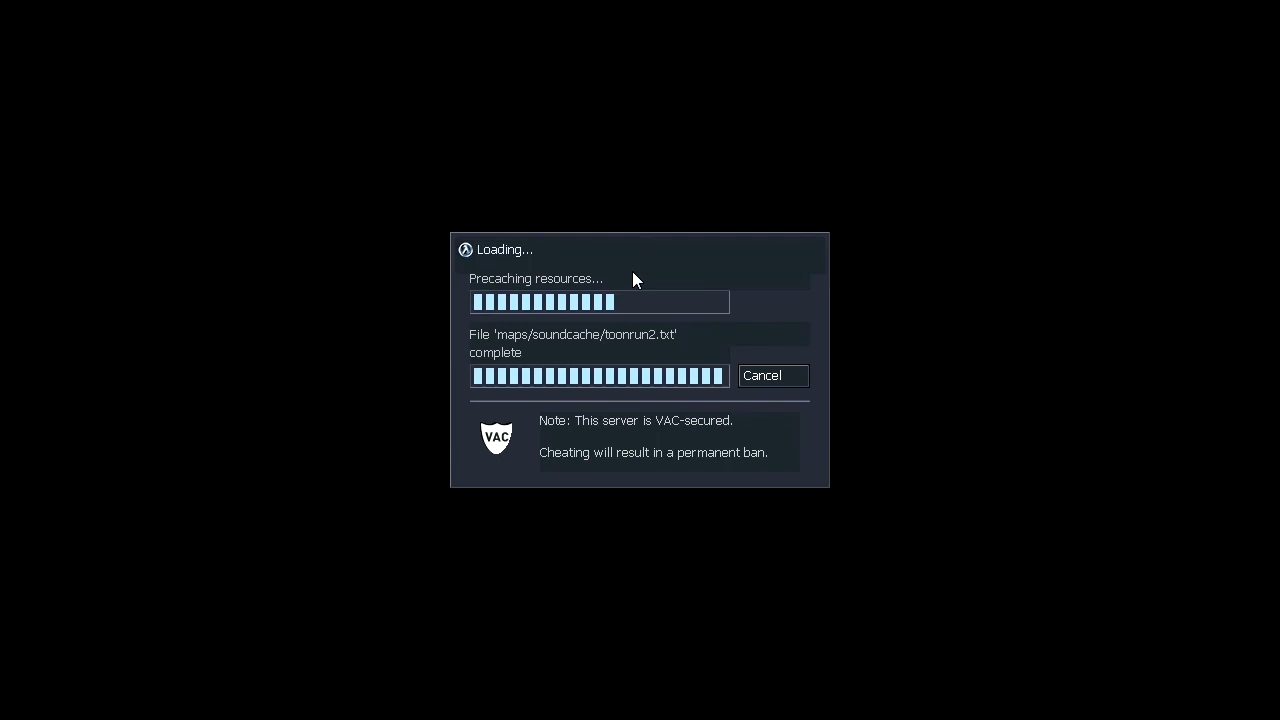 Loading...
Precaching resources...
File 'maps/soundcache/toonrun2.txt'
complete
Cancel
VAC
Note: This server is VAC-secured.
Cheating will result in a permanent ban.